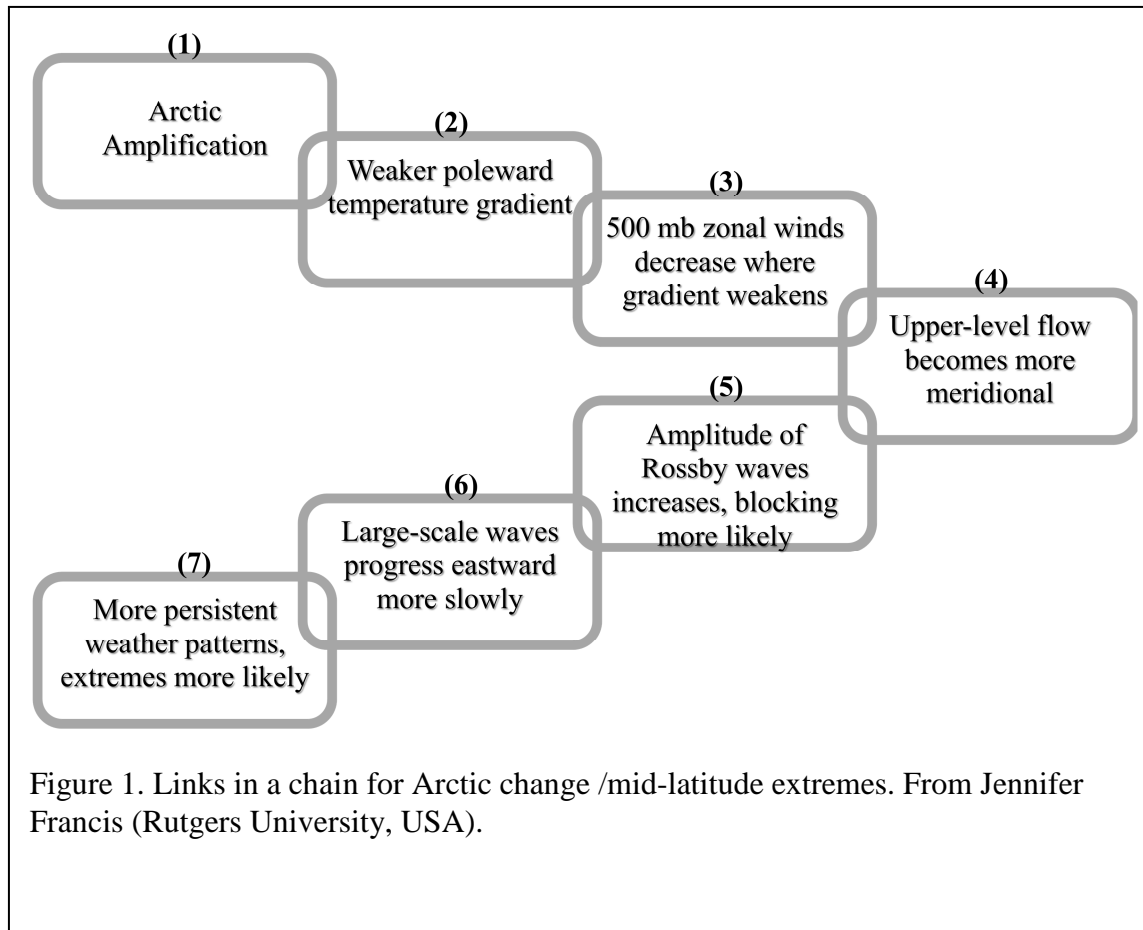 (1)
Arctic
Amplification
(2)
Weaker poleward
temperature gradient
(3)
500 mb zonal winds
decrease where
gradient weakens
(4)
Upper-level flow
becomes more
meridional
(5)
Amplitude of
Rossby waves
increases, blocking
more likely
(6)
Large-scale waves
progress eastward
more slowly
(7)
More persistent
weather patterns,
extremes more likely
Figure 1. Links in a chain for Arctic change /mid-latitude extremes. From Jennifer
Francis (Rutgers University, USA).